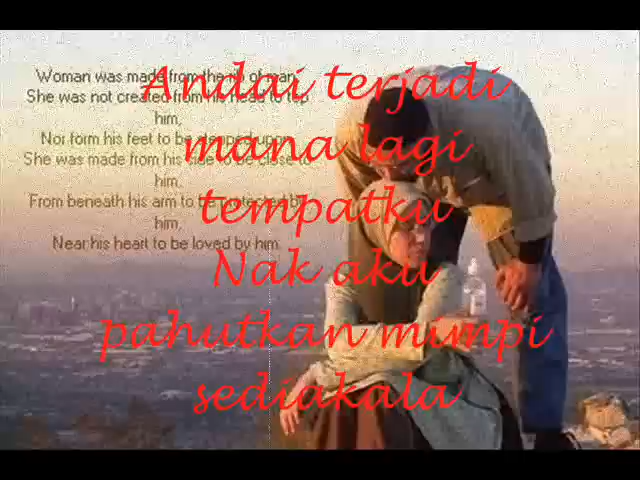 Woman was made from the rib of man,
She was not created from his head to top
him,
Nor form his feet to be stepped upon,
She was made from his side to be close to
him,
From beneath his arm to be protected by
him,
Near his heart to be loved by him.
Andai terjadi
mana lagi
tempatku
Nak aku
pahutkan mimpi
sediakala